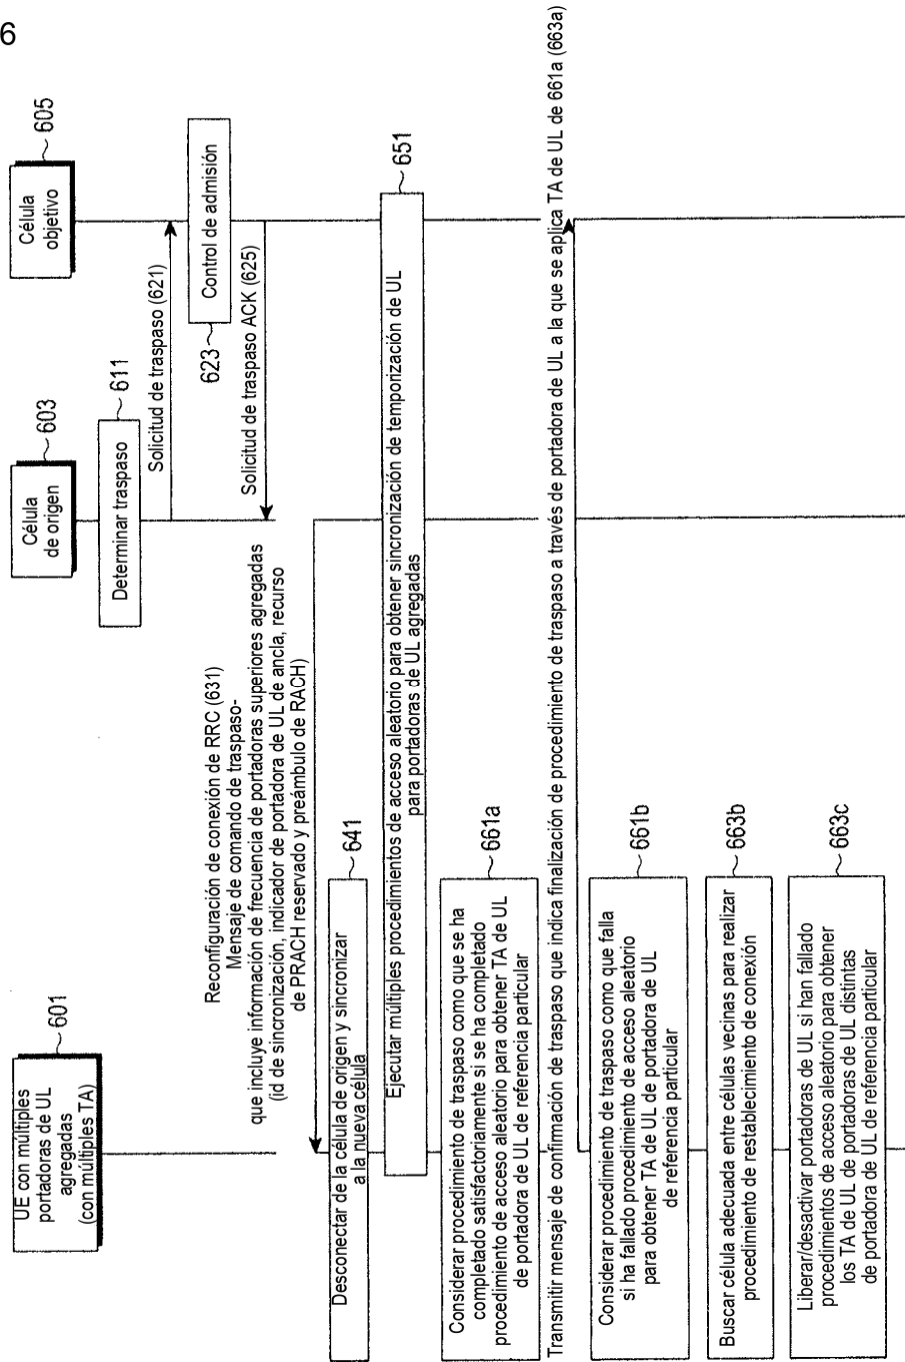 6
UE con múltiples
portadoras de UL
agregadas
(con múltiples TA)
601
Célula
de origen
603
Célula
objetivo
605
Determinar traspaso
611
Solicitud de traspaso (621)
623
Control de admisión
Solicitud de traspaso ACK (625)
Reconfiguración de conexión de RRC (631)
Mensaje de comando de traspaso-
que incluye información de frecuencia de portadoras superiores agregadas
(id de sincronización, indicador de portadora de UL de ancla, recurso
de PRACH reservado y preámbulo de RACH)
Desconectar de la célula de origen y sincronizar
a la nueva célula
641
Ejecutar múltiples procedimientos de acceso aleatorio para obtener sincronización de temporización de UL
para portadoras de UL agregadas
651
Considerar procedimiento de traspaso como que se ha
completado satisfactoriamente si se ha completado
procedimiento de acceso aleatorio para obtener TA de UL
de portadora de UL de referencia particular
661a
Transmitir mensaje de confirmación de traspaso que indica finalización de procedimiento de traspaso a través de portadora de UL a la que se aplica TA de UL de 661a (663a)
Considerar procedimiento de traspaso como que falla
si ha fallado procedimiento de acceso aleatorio
para obtener TA de UL de portadora de UL
de referencia particular
661b
Buscar célula adecuada entre células vecinas para realizar
procedimiento de restablecimiento de conexión
663b
Liberar/desactivar portadoras de UL si han fallado
procedimientos de acceso aleatorio para obtener
los TA de UL de portadoras de UL distintas
de portadora de UL de referencia particular
663c